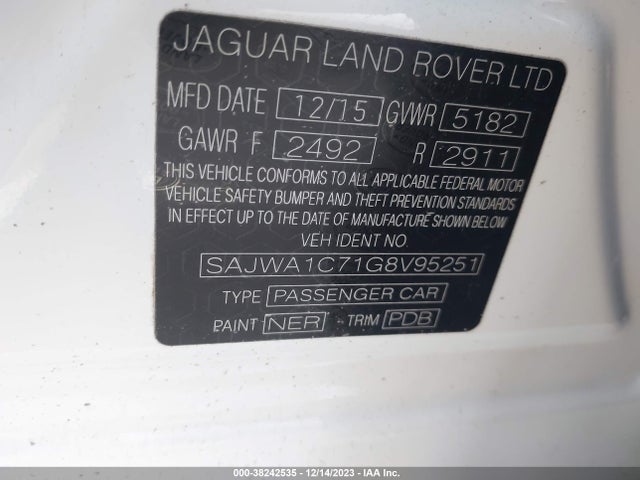 JAGUAR LAND ROVER LTD
MFD DATE 12/15 GVWR 5182
GAWR F 2492 R 2911
THIS VEHICLE CONFORMS TO ALL APPLICABLE FEDERAL MOTOR
VEHICLE SAFETY BUMPER AND THEFT PREVENTION STANDARDS
IN EFFECT UP TO THE DATE OF MANUFACTURE SHOWN BELOW
VEH IDENT NO.
SAJWA1C71G8V95251
TYPE PASSENGER CAR
PAINT NER TRIM PDB
000-38242535 - 12/14/2023 - IAA Inc.